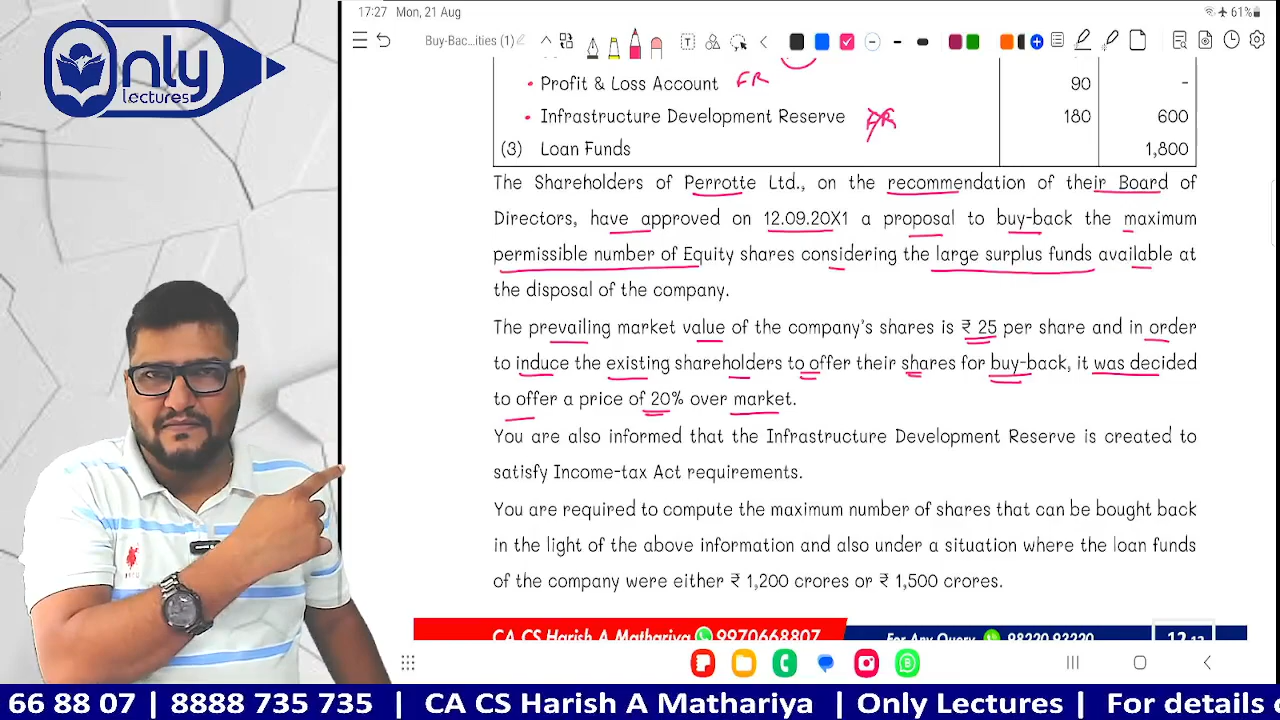 17:27 Mon, 21 Aug
61%
Only
lectures
Buy-Bac...ities (1)
• Profit & Loss Account FR 90 -
• Infrastructure Development Reserve 180 600
(3) Loan Funds 1,800
The Shareholders of Perrotte Ltd., on the recommendation of their Board of
Directors, have approved on 12.09.20X1 a proposal to buy-back the maximum
permissible number of Equity shares considering the large surplus funds available at
the disposal of the company.
The prevailing market value of the company's shares is ₹ 25 per share and in order
to induce the existing shareholders to offer their shares for buy-back, it was decided
to offer a price of 20% over market.
You are also informed that the Infrastructure Development Reserve is created to
satisfy Income-tax Act requirements.
You are required to compute the maximum number of shares that can be bought back
in the light of the above information and also under a situation where the loan funds
of the company were either ₹ 1,200 crores or ₹ 1,500 crores.
CA CS Harish A Mathariya 9970668807 For Any Query
66 88 07 | 8888 735 735 | CA CS Harish A Mathariya | Only Lectures | For details